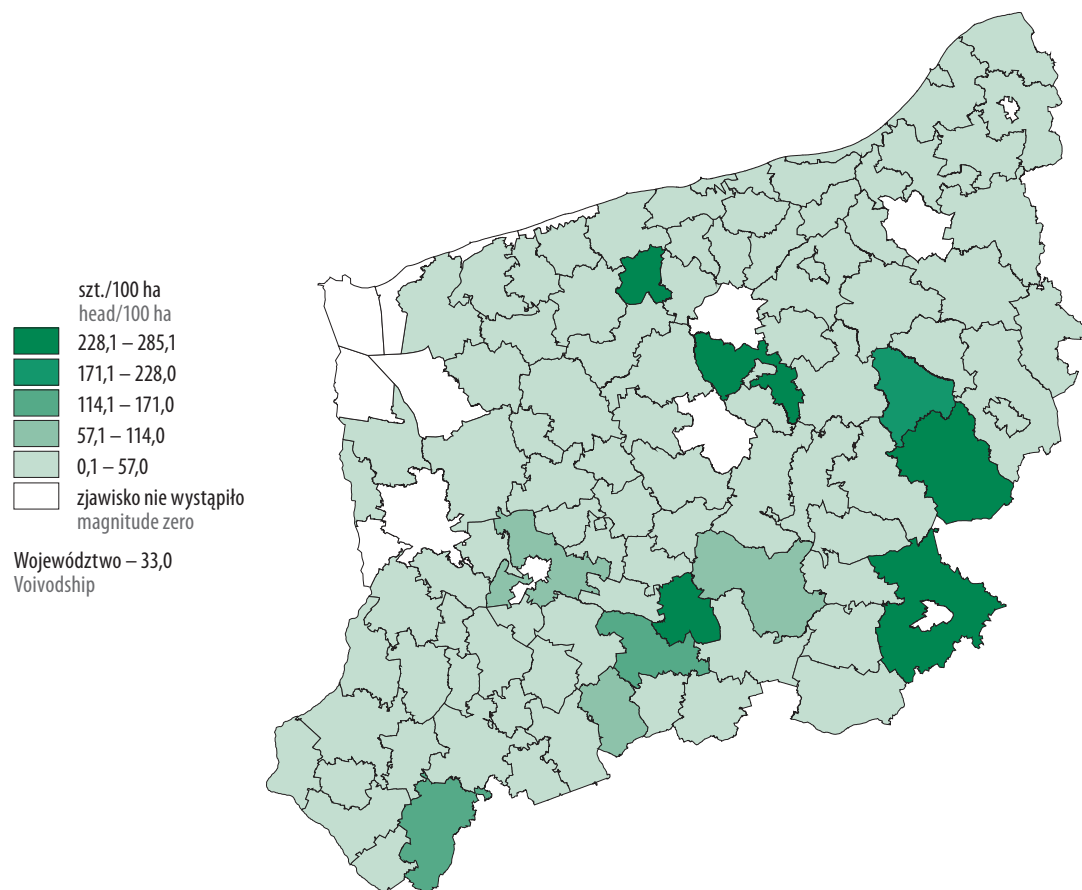 szt./100 ha
head/100 ha
228,1 – 285,1
171,1 – 228,0
114,1 – 171,0
57,1 – 114,0
0,1 – 57,0
zjawisko nie wystąpiło
magnitude zero
Województwo – 33,0
Voivodship